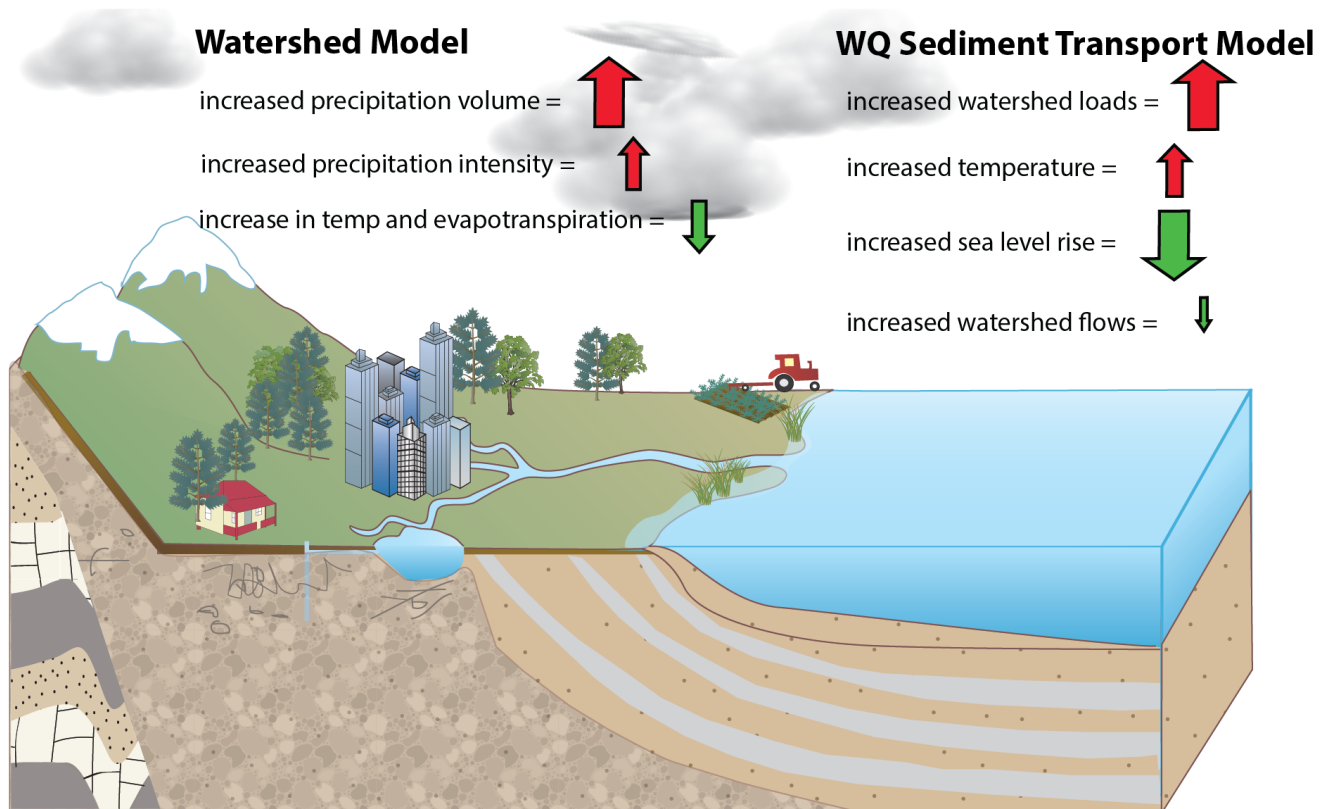 Watershed Model
increased precipitation volume =
increased precipitation intensity =
increase in temp and evapotranspiration =
WQ Sediment Transport Model
increased watershed loads =
increased temperature =
increased sea level rise =
increased watershed flows =